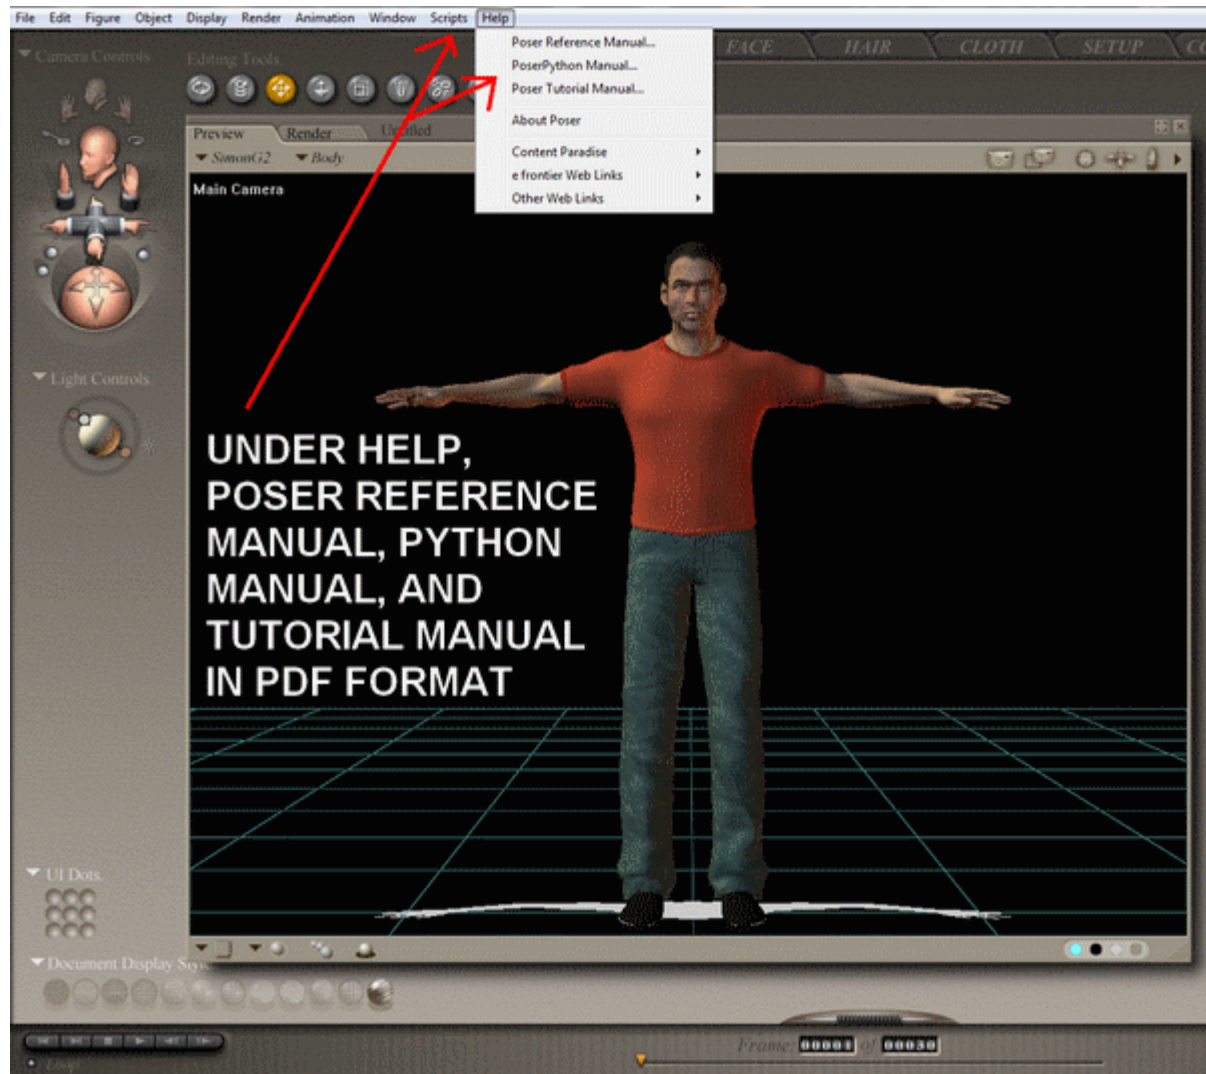 File Edit Figure Object Display Render Animation Window Scripts Help
Poser Reference Manual...
PoserPython Manual...
Poser Tutorial Manual...
About Poser
Content Paradise
e frontier Web Links
Other Web Links
FACE HAIR CLOTH SETUP CO
Camera Controls
Editing Tools
Preview Render Untitled
SimonG2 Body
Main Camera
Light Controls
UNDER HELP,
POSER REFERENCE
MANUAL, PYTHON
MANUAL, AND
TUTORIAL MANUAL
IN PDF FORMAT
UI Dots
Document Display Style
Frame: 00001 of 00030
Loop